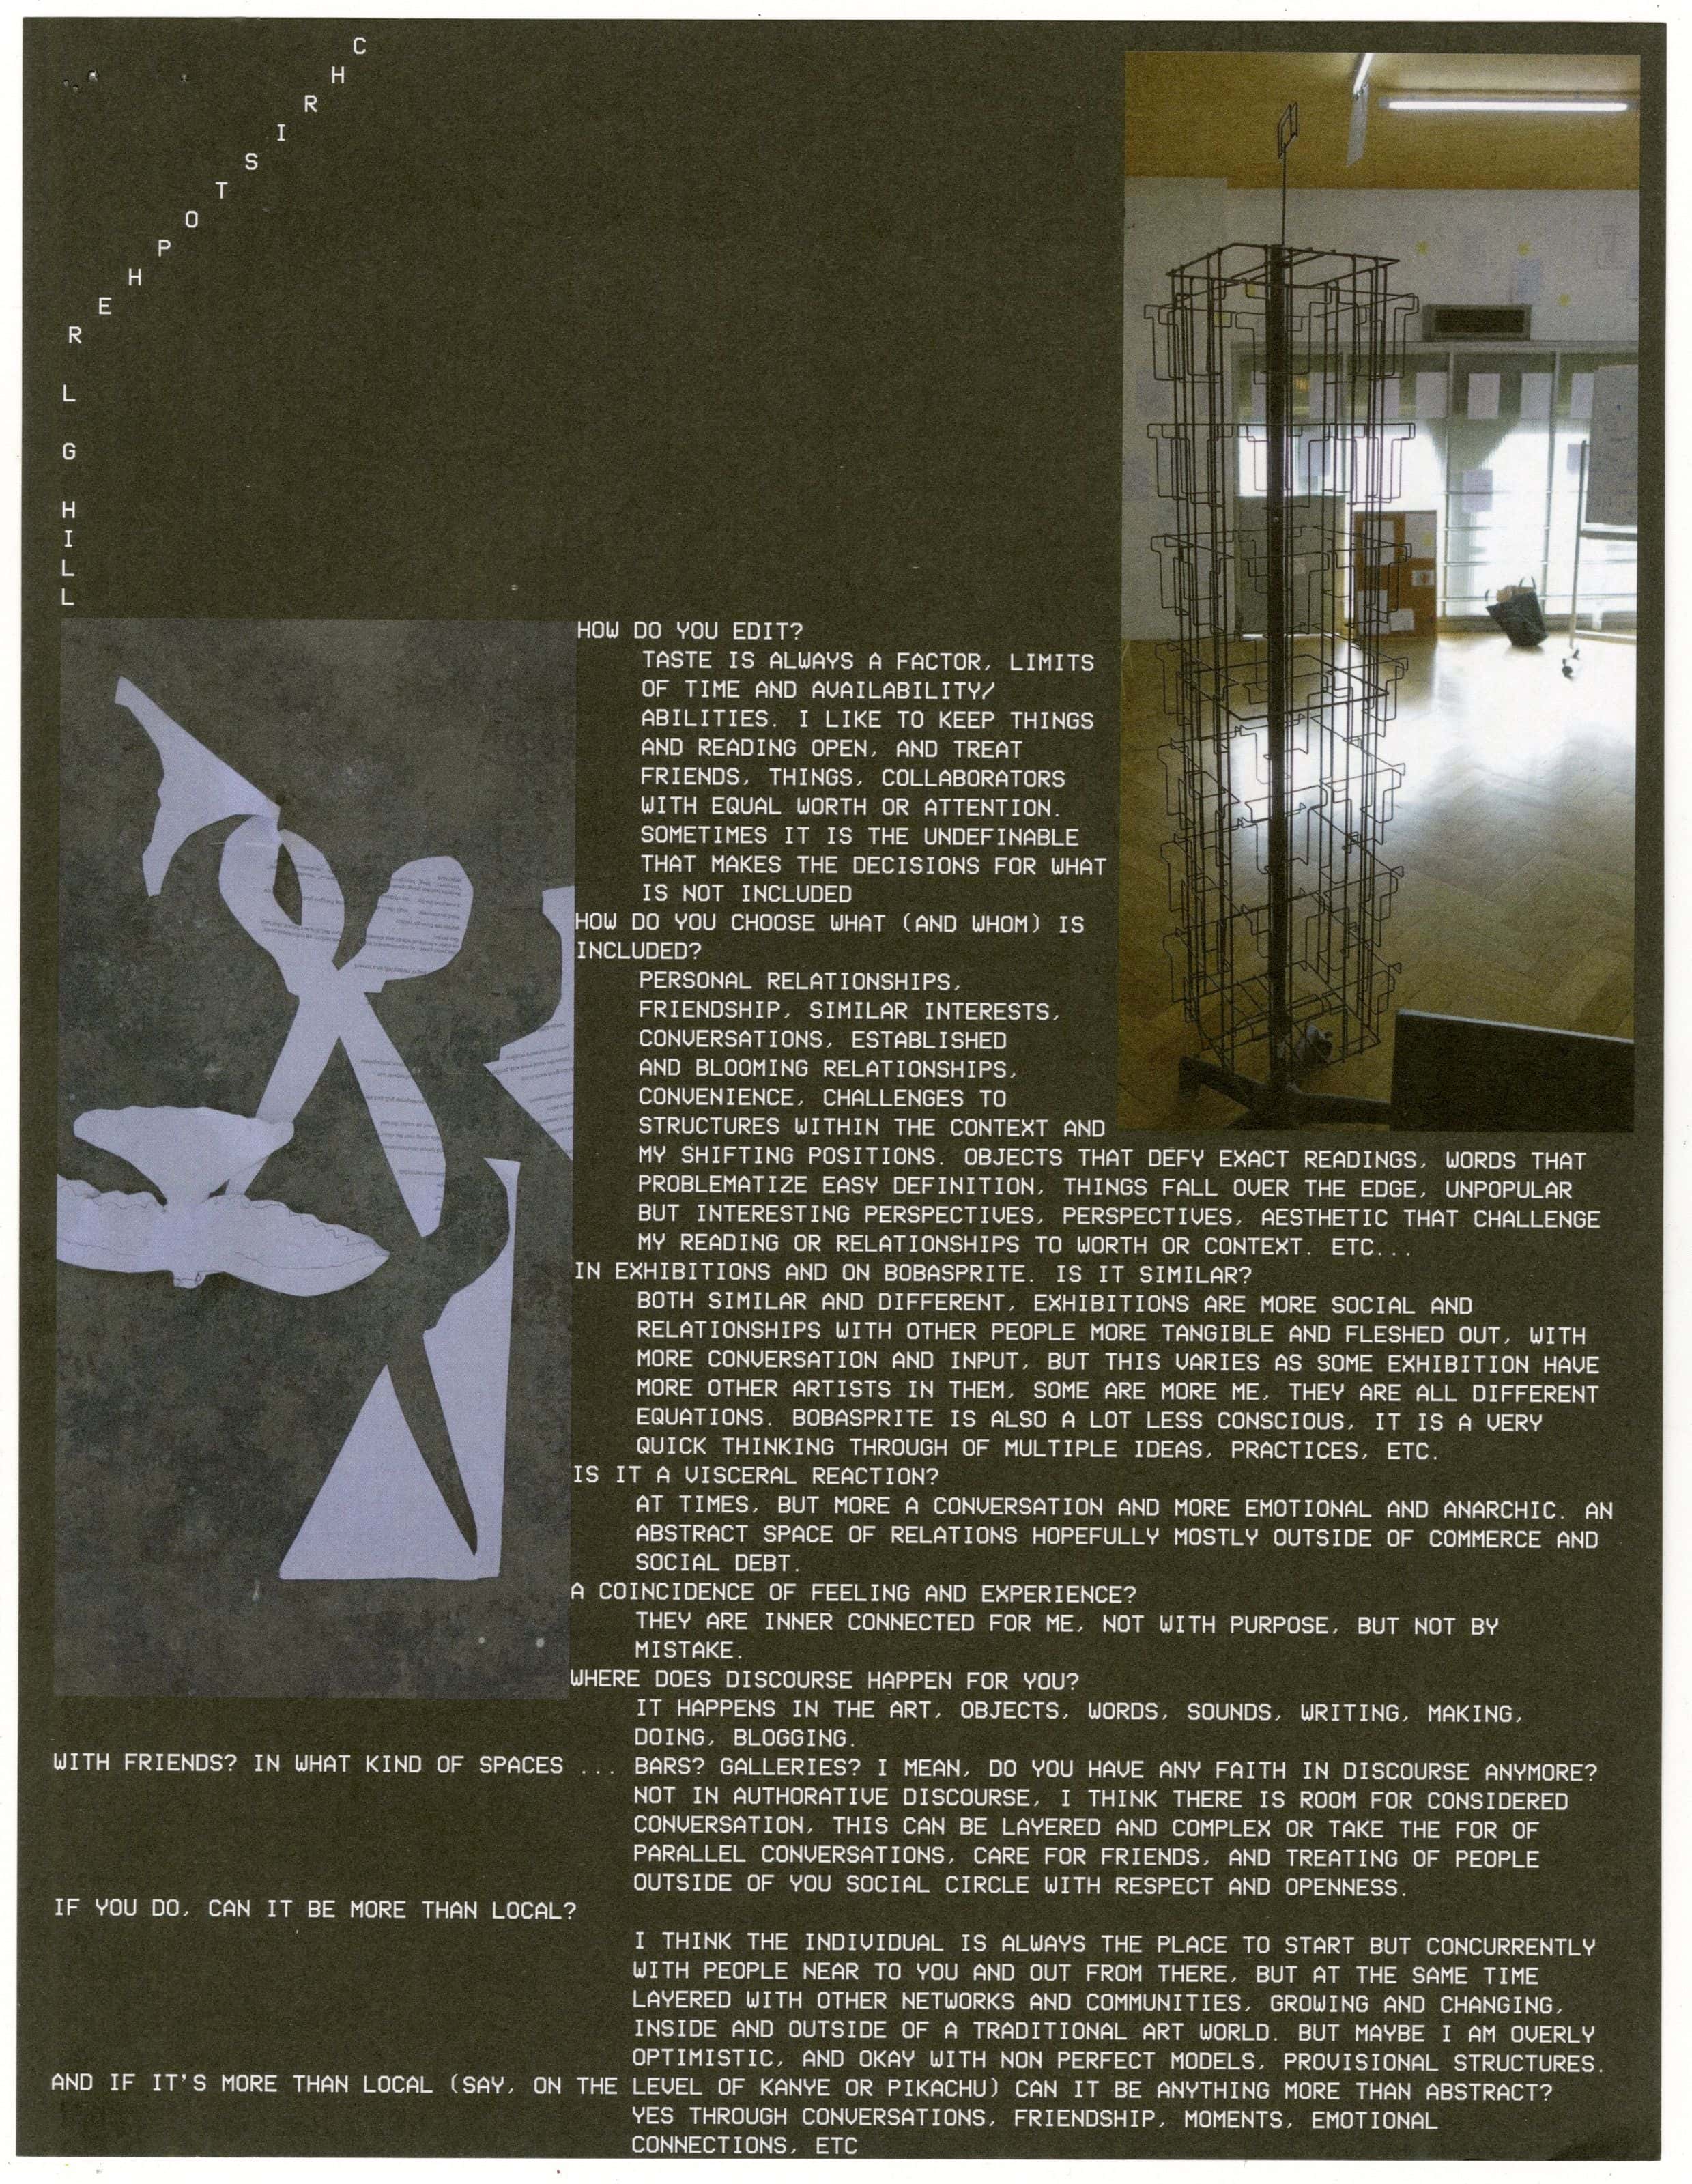 CHRISTOPHER
L
G
HILL
HOW DO YOU EDIT?
TASTE IS ALWAYS A FACTOR, LIMITS
OF TIME AND AVAILABILITY/
ABILITIES. I LIKE TO KEEP THINGS
AND READING OPEN, AND TREAT
FRIENDS, THINGS, COLLABORATORS
WITH EQUAL WORTH OR ATTENTION.
SOMETIMES IT IS THE UNDEFINABLE
THAT MAKES THE DECISIONS FOR WHAT
IS NOT INCLUDED
HOW DO YOU CHOOSE WHAT (AND WHOM) IS
INCLUDED?
PERSONAL RELATIONSHIPS,
FRIENDSHIP, SIMILAR INTERESTS,
CONVERSATIONS, ESTABLISHED
AND BLOOMING RELATIONSHIPS,
CONVENIENCE, CHALLENGES TO
STRUCTURES WITHIN THE CONTEXT AND
MY SHIFTING POSITIONS. OBJECTS THAT DEFY EXACT READINGS, WORDS THAT
PROBLEMATIZE EASY DEFINITION, THINGS FALL OVER THE EDGE, UNPOPULAR
BUT INTERESTING PERSPECTIVES, PERSPECTIVES, AESTHETIC THAT CHALLENGE
MY READING OR RELATIONSHIPS TO WORTH OR CONTEXT. ETC...
IN EXHIBITIONS AND ON BOBASPRITE. IS IT SIMILAR?
BOTH SIMILAR AND DIFFERENT, EXHIBITIONS ARE MORE SOCIAL AND
RELATIONSHIPS WITH OTHER PEOPLE MORE TANGIBLE AND FLESHED OUT, WITH
MORE CONVERSATION AND INPUT, BUT THIS VARIES AS SOME EXHIBITION HAVE
MORE OTHER ARTISTS IN THEM, SOME ARE MORE ME, THEY ARE ALL DIFFERENT
EQUATIONS. BOBASPRITE IS ALSO A LOT LESS CONSCIOUS, IT IS A VERY
QUICK THINKING THROUGH OF MULTIPLE IDEAS, PRACTICES, ETC.
IS IT A VISCERAL REACTION?
AT TIMES, BUT MORE A CONVERSATION AND MORE EMOTIONAL AND ANARCHIC. AN
ABSTRACT SPACE OF RELATIONS HOPEFULLY MOSTLY OUTSIDE OF COMMERCE AND
SOCIAL DEBT.
A COINCIDENCE OF FEELING AND EXPERIENCE?
THEY ARE INNER CONNECTED FOR ME, NOT WITH PURPOSE, BUT NOT BY
MISTAKE.
WHERE DOES DISCOURSE HAPPEN FOR YOU?
IT HAPPENS IN THE ART, OBJECTS, WORDS, SOUNDS, WRITING, MAKING,
DOING, BLOGGING.
WITH FRIENDS? IN WHAT KIND OF SPACES ... BARS? GALLERIES? I MEAN, DO YOU HAVE ANY FAITH IN DISCOURSE ANYMORE?
NOT IN AUTHORATIVE DISCOURSE, I THINK THERE IS ROOM FOR CONSIDERED
CONVERSATION, THIS CAN BE LAYERED AND COMPLEX OR TAKE THE FOR OF
PARALLEL CONVERSATIONS, CARE FOR FRIENDS, AND TREATING OF PEOPLE
OUTSIDE OF YOU SOCIAL CIRCLE WITH RESPECT AND OPENNESS.
IF YOU DO, CAN IT BE MORE THAN LOCAL?
I THINK THE INDIVIDUAL IS ALWAYS THE PLACE TO START BUT CONCURRENTLY
WITH PEOPLE NEAR TO YOU AND OUT FROM THERE, BUT AT THE SAME TIME
LAYERED WITH OTHER NETWORKS AND COMMUNITIES, GROWING AND CHANGING,
INSIDE AND OUTSIDE OF A TRADITIONAL ART WORLD. BUT MAYBE I AM OVERLY
OPTIMISTIC, AND OKAY WITH NON PERFECT MODELS, PROVISIONAL STRUCTURES.
AND IF IT'S MORE THAN LOCAL (SAY, ON THE LEVEL OF KANYE OR PIKACHU) CAN IT BE ANYTHING MORE THAN ABSTRACT?
YES THROUGH CONVERSATIONS, FRIENDSHIP, MOMENTS, EMOTIONAL
CONNECTIONS, ETC